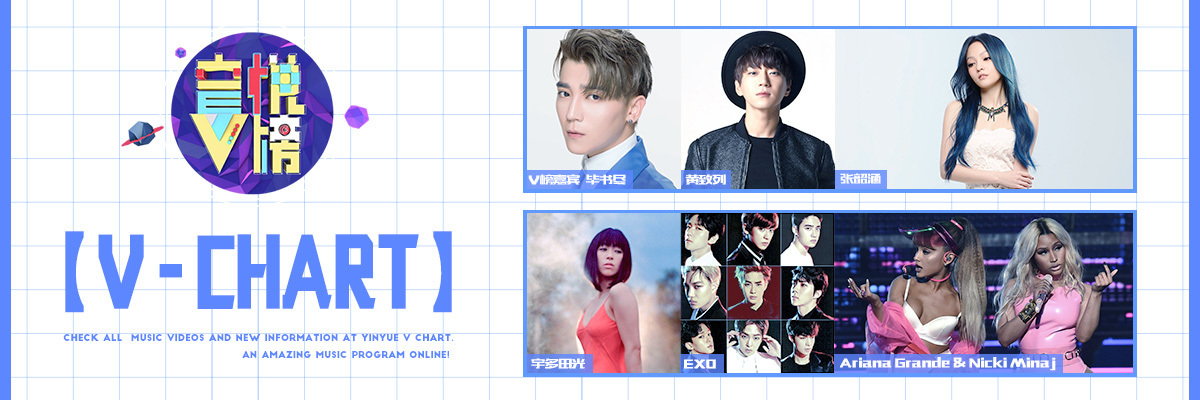 音悦
V榜
【V-CHART】
CHECK ALL MUSIC VIDEOS AND NEW INFORMATION AT YINYUE V CHART.
AN AMAZING MUSIC PROGRAM ONLINE!
V榜嘉宾 毕书尽
黄致列
张韶涵
宇多田光
EXO
Ariana Grande & Nicki Minaj